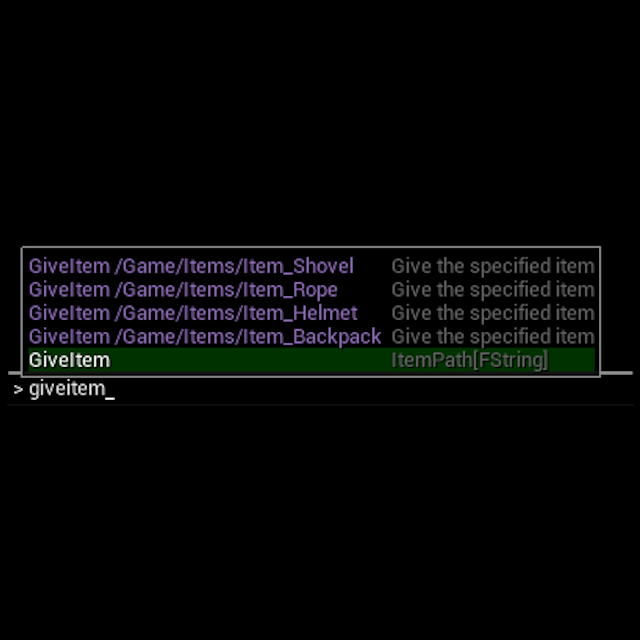 GiveItem /Game/Items/Item_Shovel Give the specified item
GiveItem /Game/Items/Item_Rope Give the specified item
GiveItem /Game/Items/Item_Helmet Give the specified item
GiveItem /Game/Items/Item_Backpack Give the specified item
GiveItem ItemPath[FString]
> giveitem_